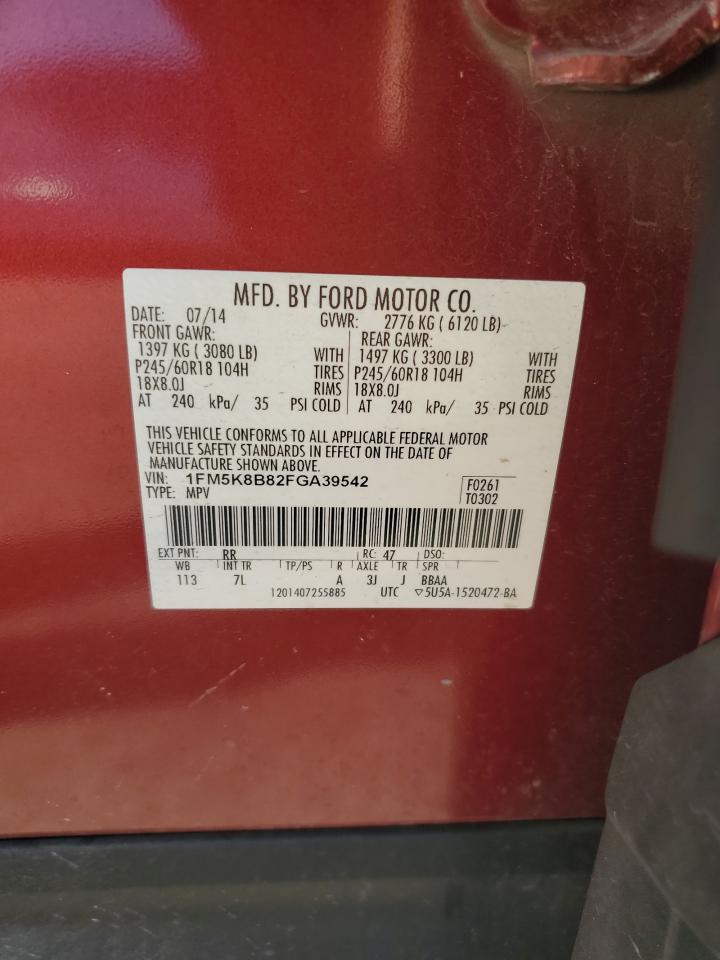 MFD. BY FORD MOTOR CO.
DATE: 07/14 GVWR: 2776 KG ( 6120 LB)
FRONT GAWR: REAR GAWR:
1397 KG ( 3080 LB) WITH 1497 KG ( 3300 LB) WITH
P245/60R18 104H TIRES P245/60R18 104H TIRES
18X8.0J RIMS 18X8.0J RIMS
AT 240 kPa/ 35 PSI COLD AT 240 kPa/ 35 PSI COLD
THIS VEHICLE CONFORMS TO ALL APPLICABLE FEDERAL MOTOR
VEHICLE SAFETY STANDARDS IN EFFECT ON THE DATE OF
MANUFACTURE SHOWN ABOVE.
VIN: 1FM5K8B82FGA39542 F0261
TYPE: MPV T0302
EXT PNT: RR RC: 47 DSO:
WB INT TR TP/PS R AXLE TR SPR
113 7L A 3J J BBAA
1201407255885 UTC ▽5U5A-1520472-BA